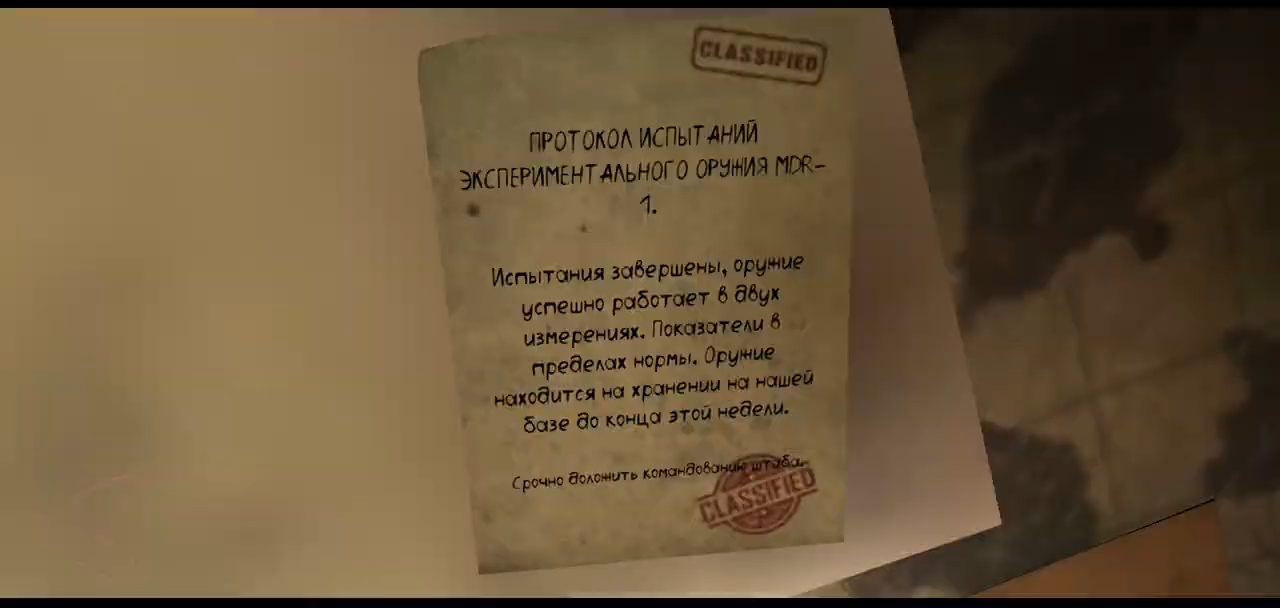 CLASSIFIED
ПРОТОКОЛ ИСПЫТАНИЙ
ЭКСПЕРИМЕНТАЛЬНОГО ОРУЖИЯ MDR-
1.
Испытания завершены, оружие
успешно работает в двух
измерениях. Показатели в
пределах нормы. Оружие
находится на хранении на нашей
базе до конца этой недели.
Срочно доложить командованию штаба.
CLASSIFIED